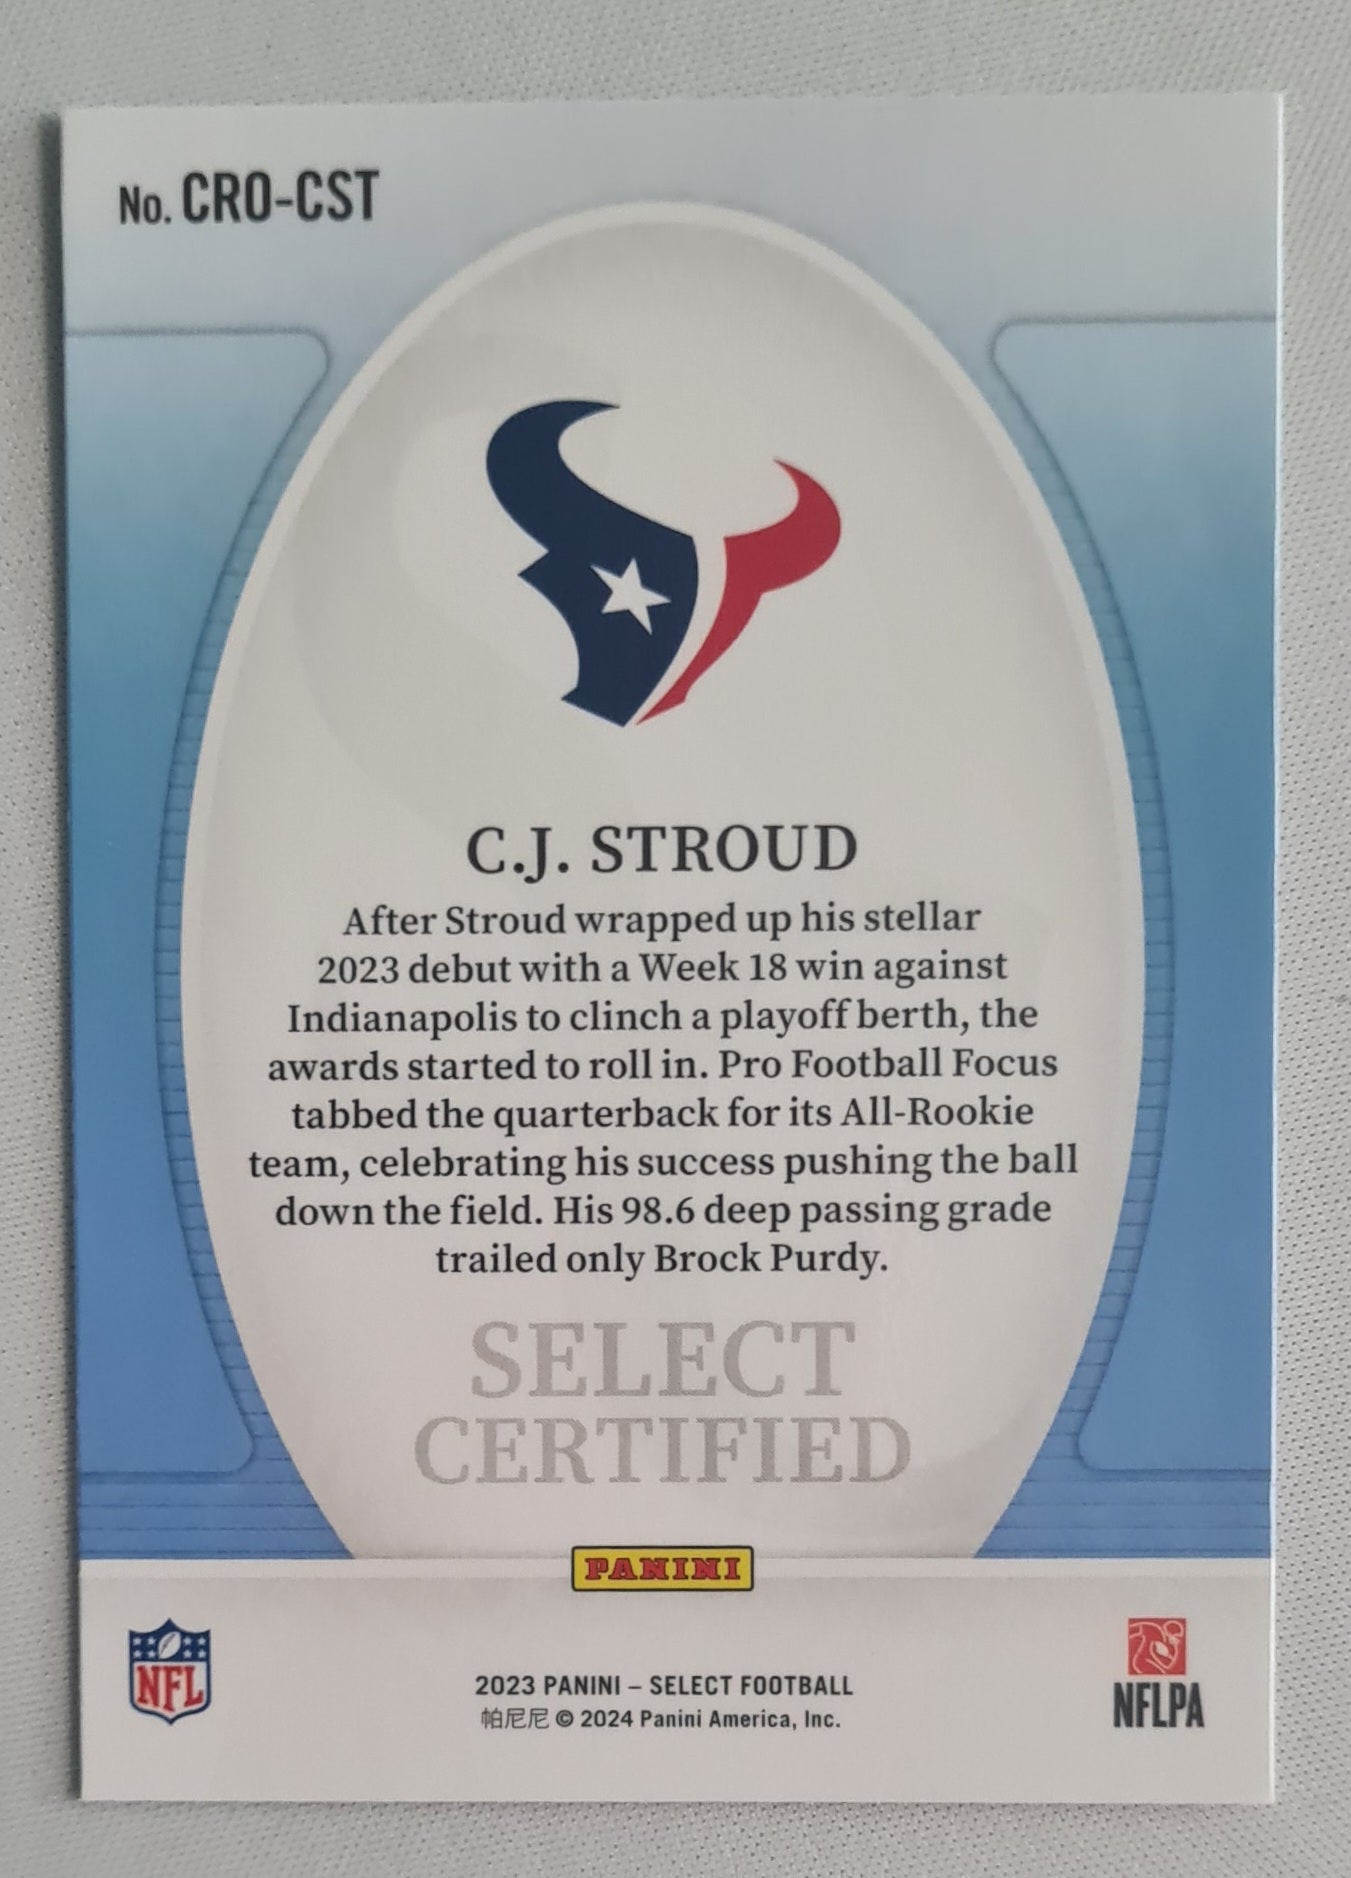 No. CRO-CST
C.J. STROUD
After Stroud wrapped up his stellar
2023 debut with a Week 18 win against
Indianapolis to clinch a playoff berth, the
awards started to roll in. Pro Football Focus
tabbed the quarterback for its All-Rookie
team, celebrating his success pushing the ball
down the field. His 98.6 deep passing grade
trailed only Brock Purdy.
SELECT
CERTIFIED
PANINI
NFL
2023 PANINI – SELECT FOOTBALL
帕尼尼 © 2024 Panini America, Inc.
NFLPA